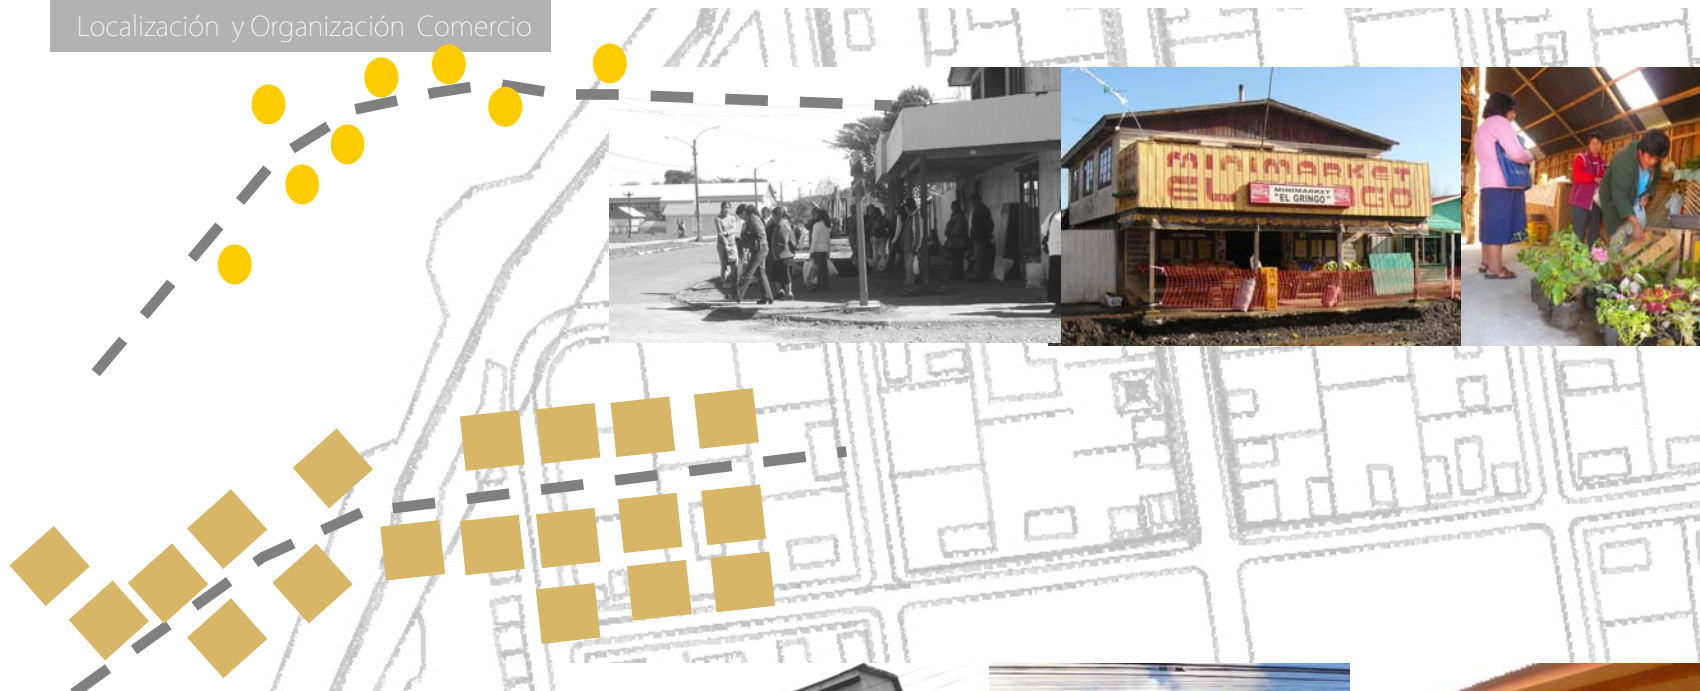 Localización y Organización Comercio
MINIMARKET
EL GRINGO
MINIMARKET
"EL GRINGO"